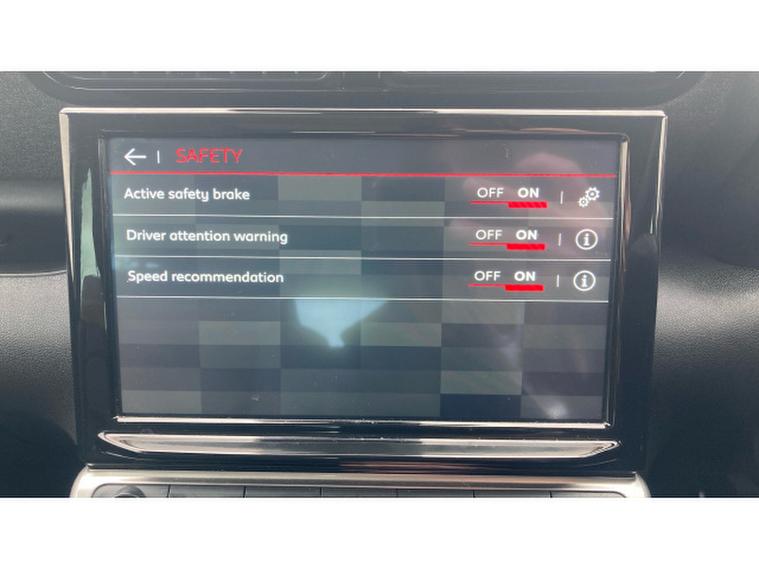 SAFETY
Active safety brake OFF ON
Driver attention warning OFF ON
Speed recommendation OFF ON